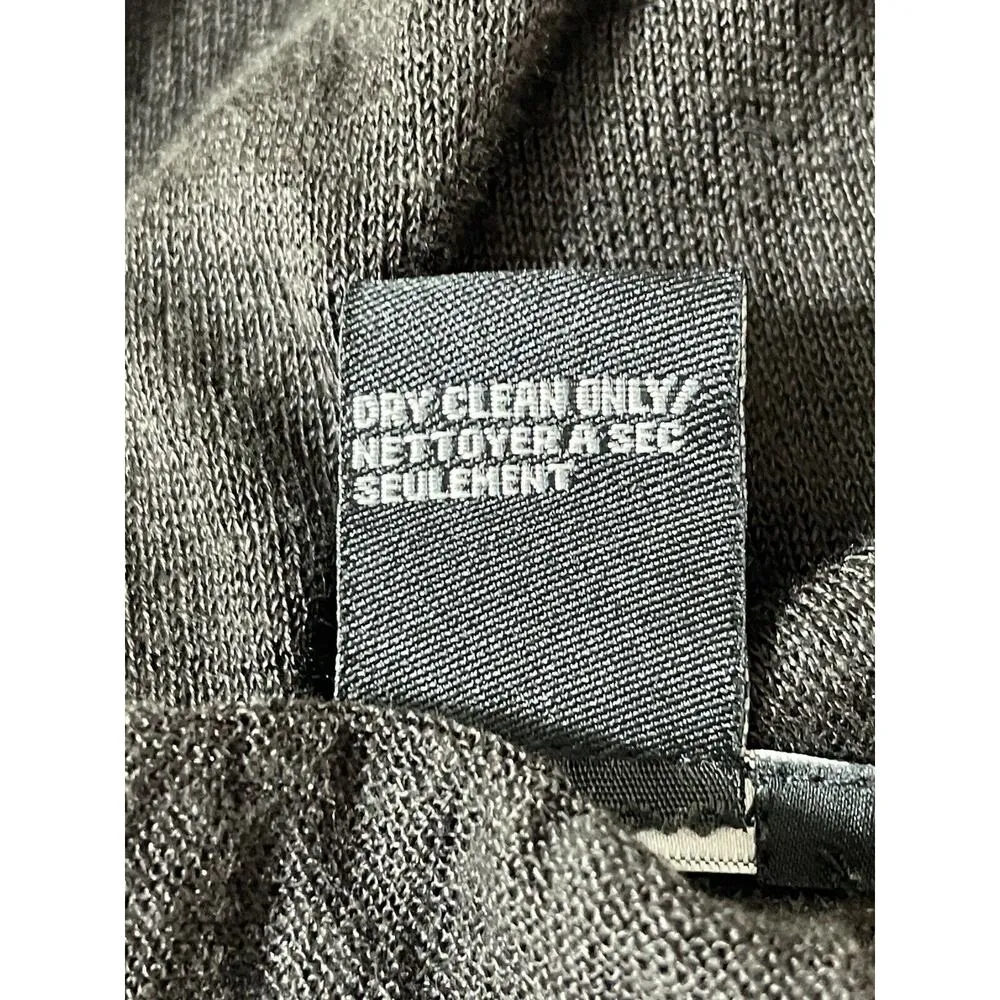 DRY CLEAN ONLY/
NETTOYER A SEC
SEULEMENT